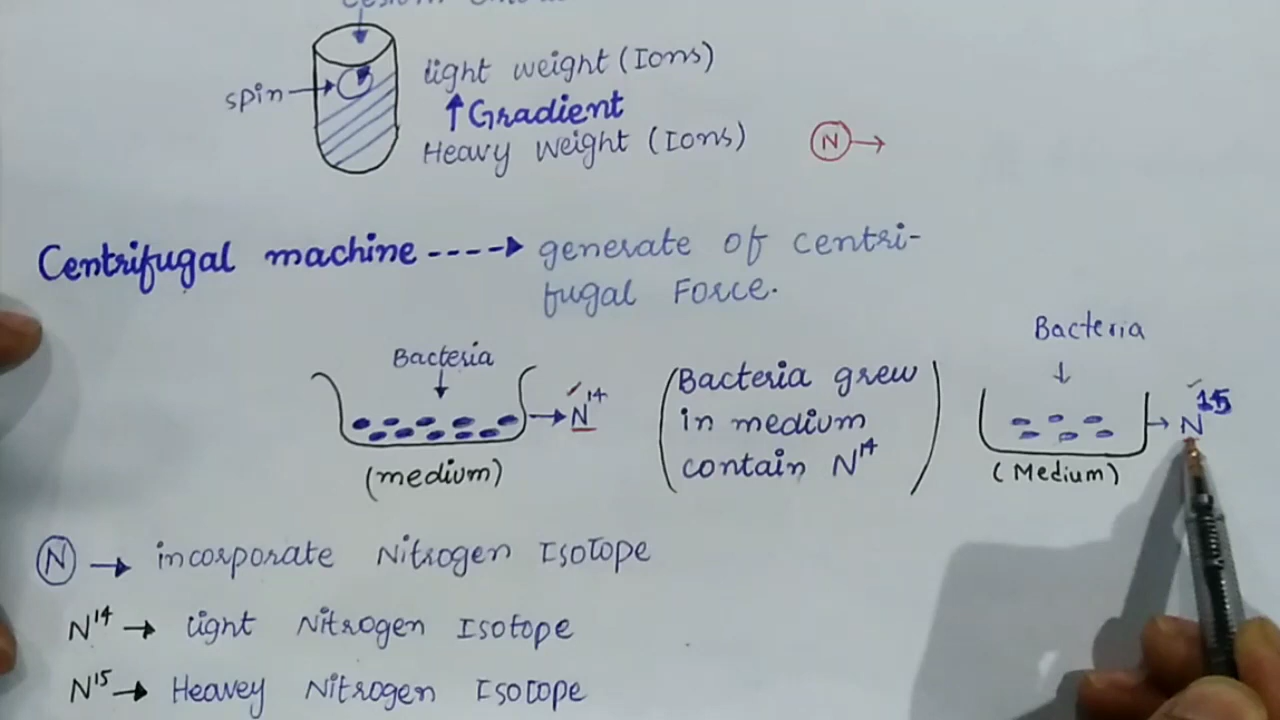 spin
light weight (Ions)
Gradient
Heavy weight (Ions)
N
Centrifugal machine
generate of centri-
fugal Force.
Bacteria
N14
(medium)
(Bacteria grew
in medium
contain N14)
Bacteria
N15
(Medium)
N incorporate Nitrogen Isotope
N14 → light Nitrogen Isotope
N15 → Heavey Nitrogen Isotope